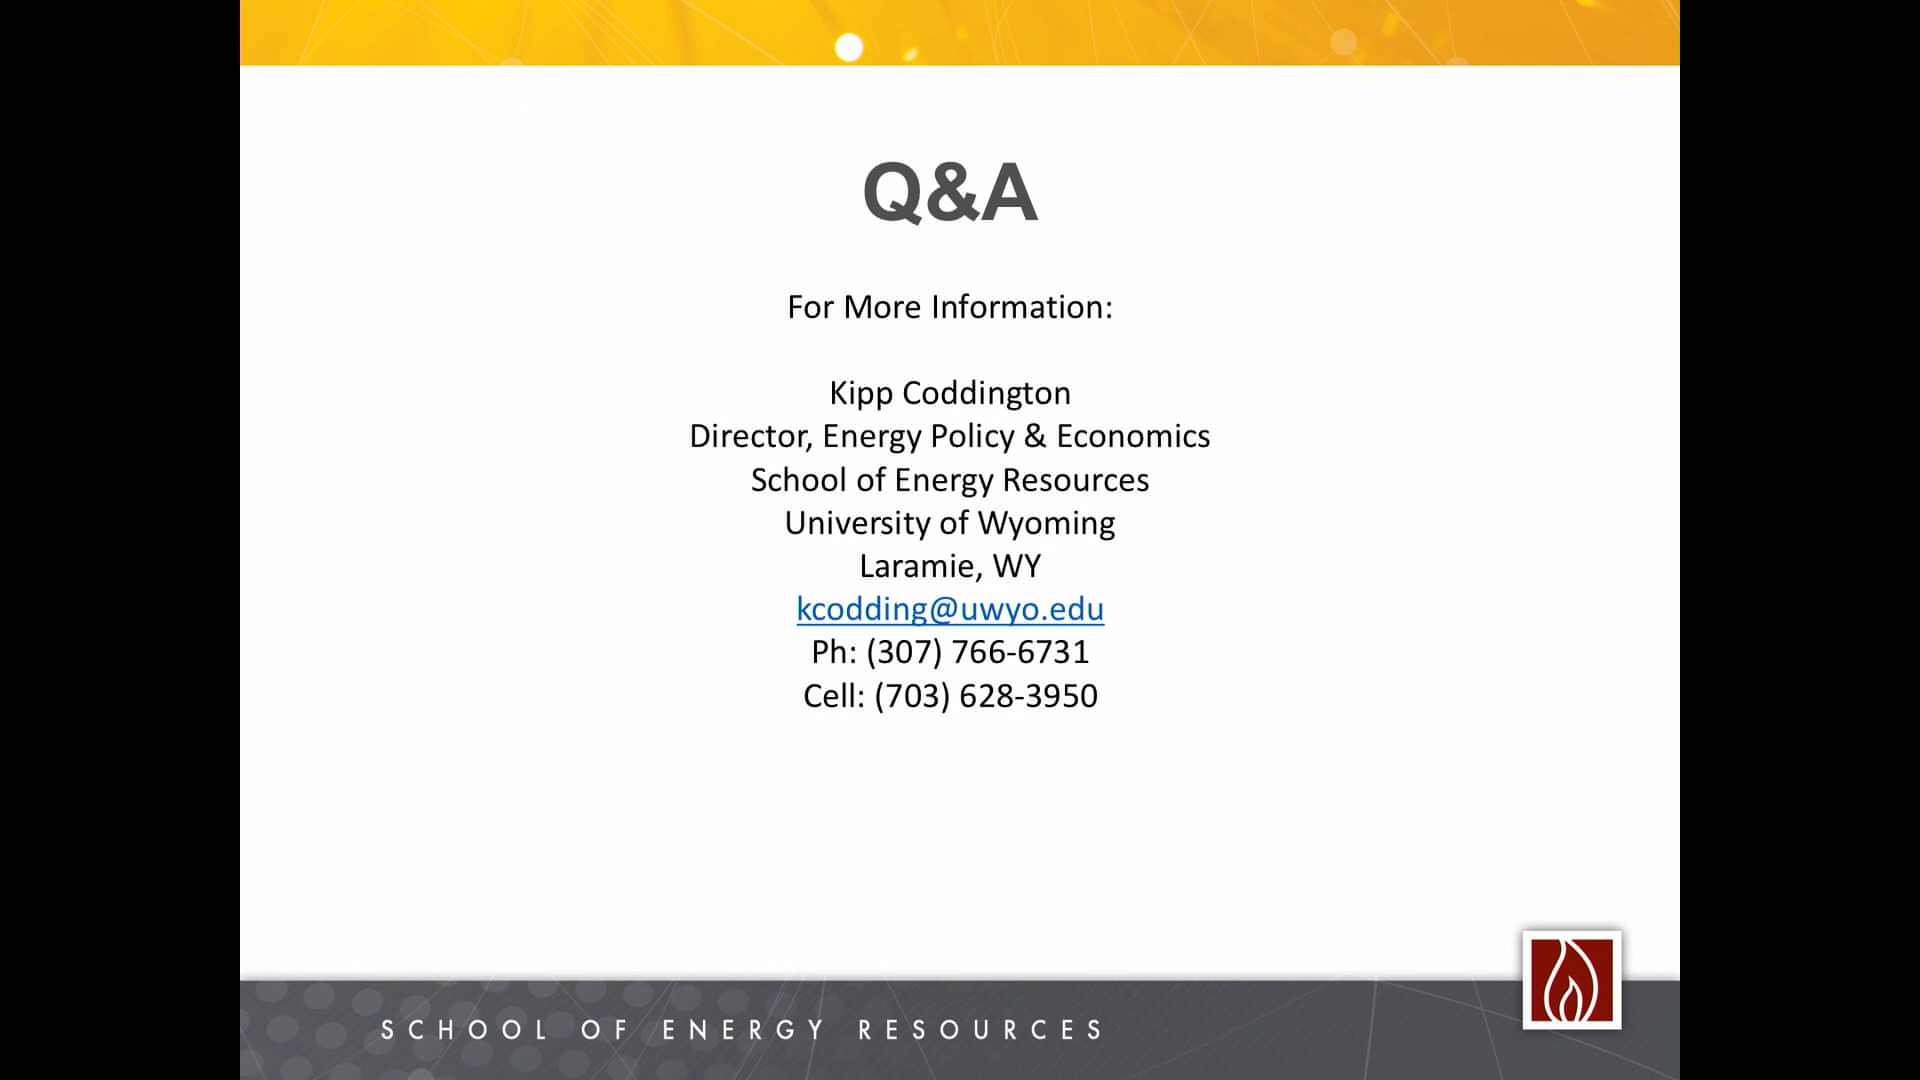 Q&A
For More Information:
Kipp Coddington
Director, Energy Policy & Economics
School of Energy Resources
University of Wyoming
Laramie, WY
kcodding@uwyo.edu
Ph: (307) 766-6731
Cell: (703) 628-3950
SCHOOL OF ENERGY RESOURCES